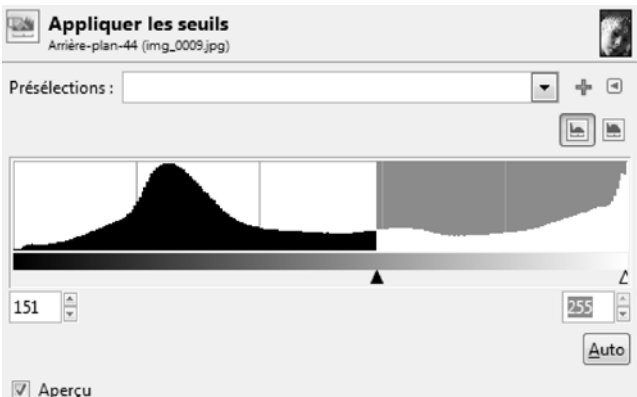 Appliquer les seuils
Arrière-plan-44 (img_0009.jpg)
Présélections :
151 255
Auto
Aperçu